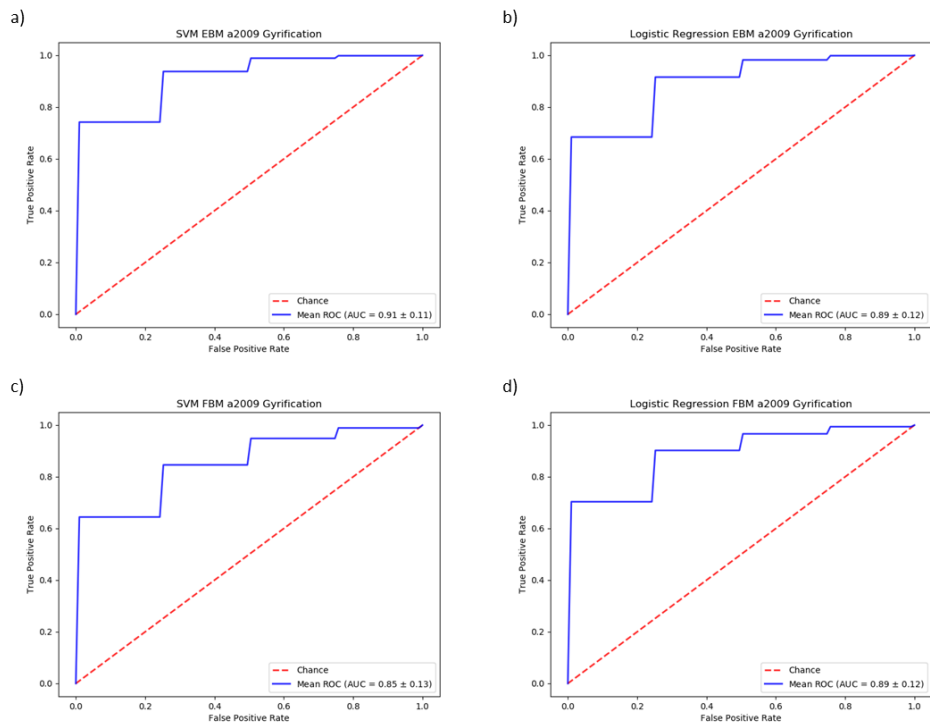 a)
SVM EBM a2009 Gyrification
1.0
0.8
0.6
0.4
0.2
0.0
True Positive Rate
0.0 0.2 0.4 0.6 0.8 1.0
False Positive Rate
Chance
Mean ROC (AUC = 0.91 ± 0.11)
b)
Logistic Regression EBM a2009 Gyrification
1.0
0.8
0.6
0.4
0.2
0.0
True Positive Rate
0.0 0.2 0.4 0.6 0.8 1.0
False Positive Rate
Chance
Mean ROC (AUC = 0.89 ± 0.12)
c)
SVM FBM a2009 Gyrification
1.0
0.8
0.6
0.4
0.2
0.0
True Positive Rate
0.0 0.2 0.4 0.6 0.8 1.0
False Positive Rate
Chance
Mean ROC (AUC = 0.85 ± 0.13)
d)
Logistic Regression FBM a2009 Gyrification
1.0
0.8
0.6
0.4
0.2
0.0
True Positive Rate
0.0 0.2 0.4 0.6 0.8 1.0
False Positive Rate
Chance
Mean ROC (AUC = 0.89 ± 0.12)